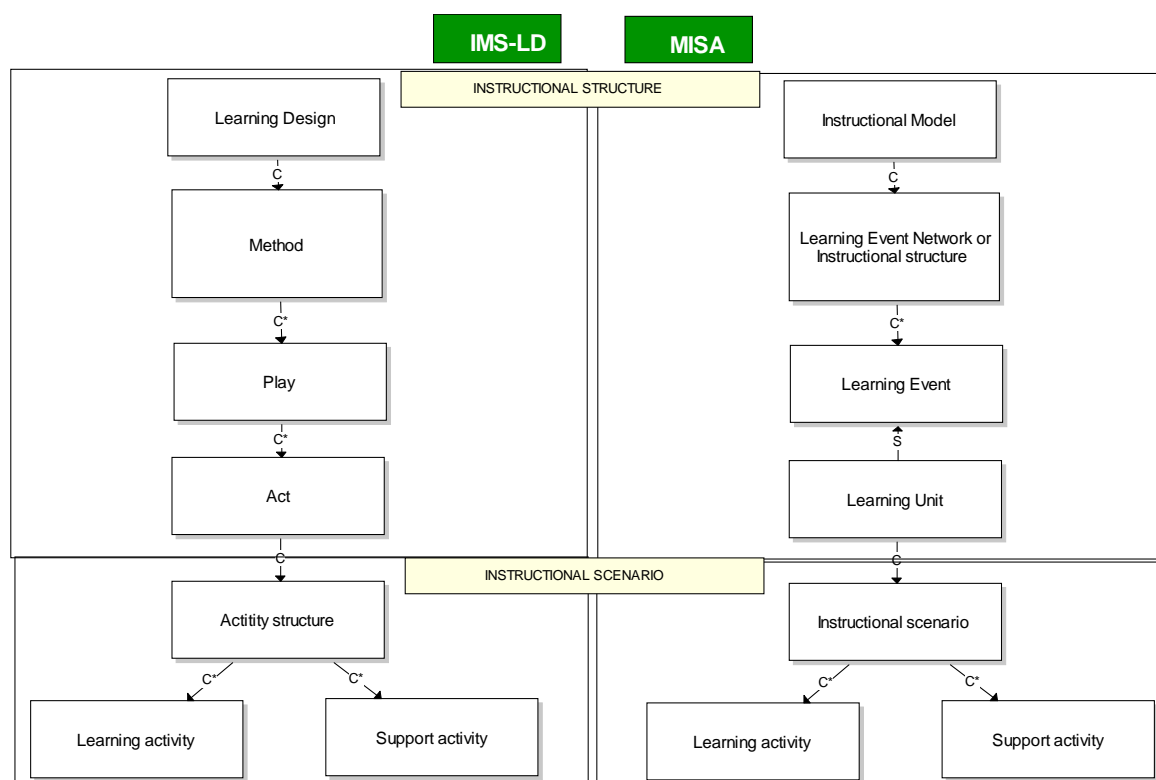 IMS-LD
MISA
INSTRUCTIONAL STRUCTURE
Learning Design
Instructional Model
C
C
Method
Learning Event Network or
Instructional structure
C*
C*
Play
Learning Event
C*
S
Act
Learning Unit
C
C
INSTRUCTIONAL SCENARIO
Actitity structure
Instructional scenario
C*
C*
C*
C*
Learning activity
Support activity
Learning activity
Support activity